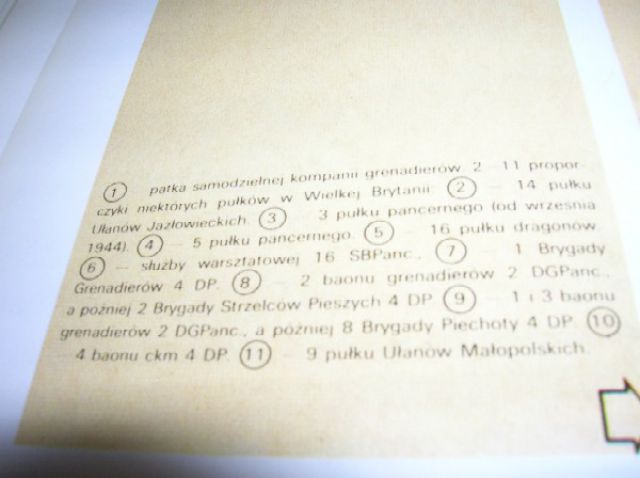 ① patka samodzielnej kompanii grenadierów 2 – 11 propor-
czyki niektórych pułków w Wielkej Brytanii ② – 14 pułku
Ułanów Jazłowieckich. ③ – 3 pułku pancernego (od września
1944). ④ – 5 pułku pancernego. ⑤ – 16 pułku dragonów.
⑥ – służby warsztatowej 16 SBPanc., ⑦ – 1 Brygady
Grenadierów 4 DP. ⑧ – 2 baonu grenadierów 2 DGPanc.,
a pozniej 2 Brygady Strzelców Pieszych 4 DP ⑨ – 1 i 3 baonu
grenadierów 2 DGPanc., a pozniej 8 Brygady Piechoty 4 DP. ⑩
4 baonu ckm 4 DP. ⑪ – 9 pułku Ułanów Małopolskich.